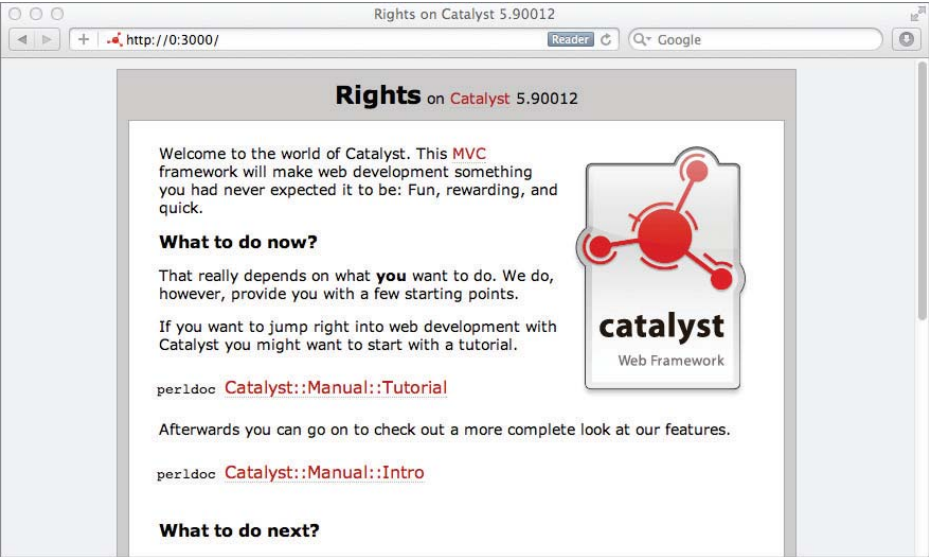 Rights on Catalyst 5.90012
http://0:3000/
Reader
Google
Rights on Catalyst 5.90012
Welcome to the world of Catalyst. This MVC
framework will make web development something
you had never expected it to be: Fun, rewarding, and
quick.
What to do now?
That really depends on what you want to do. We do,
however, provide you with a few starting points.
If you want to jump right into web development with
Catalyst you might want to start with a tutorial.
perldoc Catalyst::Manual::Tutorial
Afterwards you can go on to check out a more complete look at our features.
perldoc Catalyst::Manual::Intro
What to do next?
catalyst
Web Framework